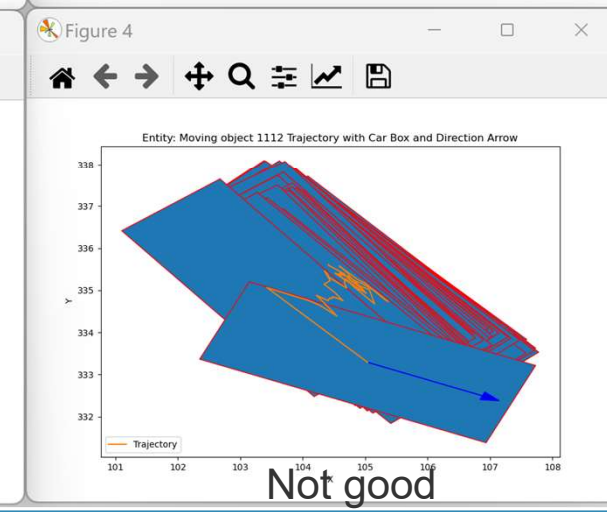 Figure 4
Entity: Moving object 1112 Trajectory with Car Box and Direction Arrow
338
337
336
335
334
333
332
Y
Trajectory
101 102 103 104 105 106 107 108
X
Not good